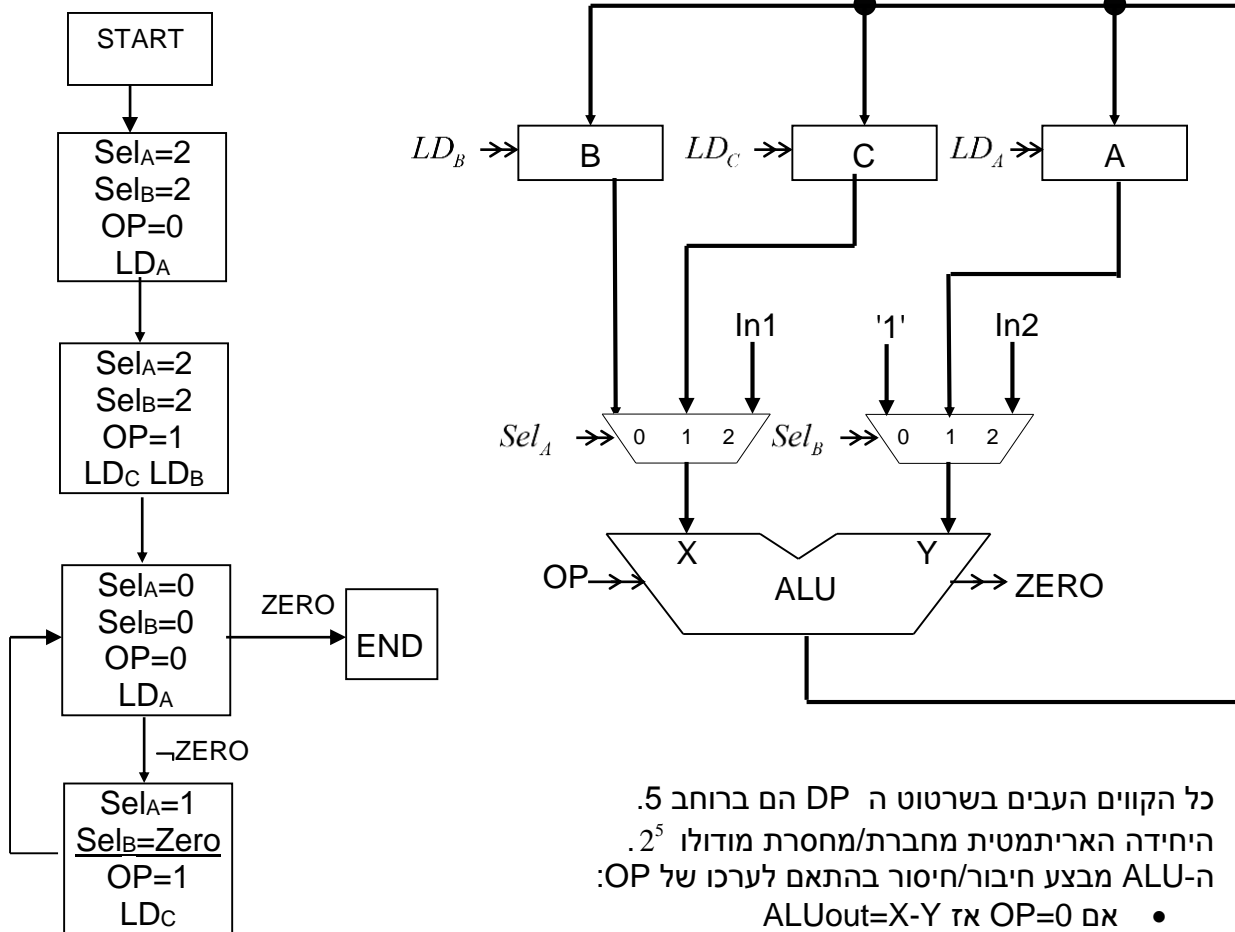 START
SelA=2
SelB=2
OP=0
LDA
SelA=2
SelB=2
OP=1
LDC LDB
SelA=0
SelB=0
OP=0
LDA
ZERO
END
¬ZERO
SelA=1
SelB=Zero
OP=1
LDC
LDB
B
LDC
C
LDA
A
In1
'1'
In2
SelA
0 1 2
SelB
0 1 2
X
Y
OP
ALU
ZERO
כל הקווים העבים בשרטוט ה DP הם ברוחב 5.
היחידה האריתמטית מחברת/מחסרת מודולו 2⁵.
ה-ALU מבצע חיבור/חיסור בהתאם לערכו של OP:
• אם OP=0 אז ALUout=X-Y